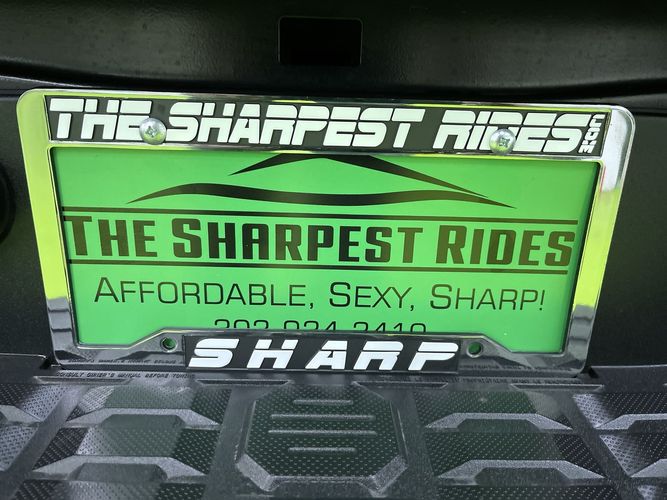 THE SHARPEST RIDES.COM
THE SHARPEST RIDES
AFFORDABLE, SEXY, SHARP!
SHARP